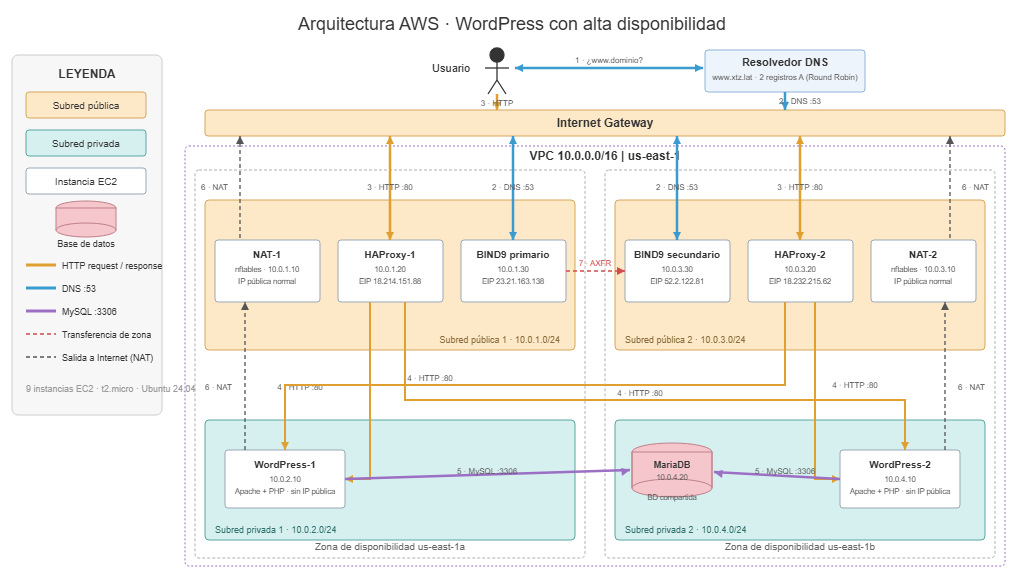 Arquitectura AWS · WordPress con alta disponibilidad
LEYENDA
Subred pública
Subred privada
Instancia EC2
Base de datos
HTTP request / response
DNS :53
MySQL :3306
Transferencia de zona
Salida a Internet (NAT)
9 instancias EC2 · t2.micro · Ubuntu 24.04
Usuario
1 · ¿www.dominio?
Resolvedor DNS
www.xtz.lat · 2 registros A (Round Robin)
3 · HTTP
2 · DNS :53
Internet Gateway
VPC 10.0.0.0/16 | us-east-1
6 · NAT
3 · HTTP :80
2 · DNS :53
2 · DNS :53
3 · HTTP :80
6 · NAT
NAT-1
nftables · 10.0.1.10
IP pública normal
HAProxy-1
10.0.1.20
EIP 18.214.151.88
BIND9 primario
10.0.1.30
EIP 23.21.163.138
7 · AXFR
BIND9 secundario
10.0.3.30
EIP 52.2.122.81
HAProxy-2
10.0.3.20
EIP 18.232.215.62
NAT-2
nftables · 10.0.3.10
IP pública normal
Subred pública 1 · 10.0.1.0/24
Subred pública 2 · 10.0.3.0/24
6 · NAT
4 · HTTP :80
4 · HTTP :80
4 · HTTP :80
4 · HTTP :80
6 · NAT
WordPress-1
10.0.2.10
Apache + PHP · sin IP pública
5 · MySQL :3306
MariaDB
10.0.4.20
BD compartida
5 · MySQL :3306
WordPress-2
10.0.4.10
Apache + PHP · sin IP pública
Subred privada 1 · 10.0.2.0/24
Subred privada 2 · 10.0.4.0/24
Zona de disponibilidad us-east-1a
Zona de disponibilidad us-east-1b